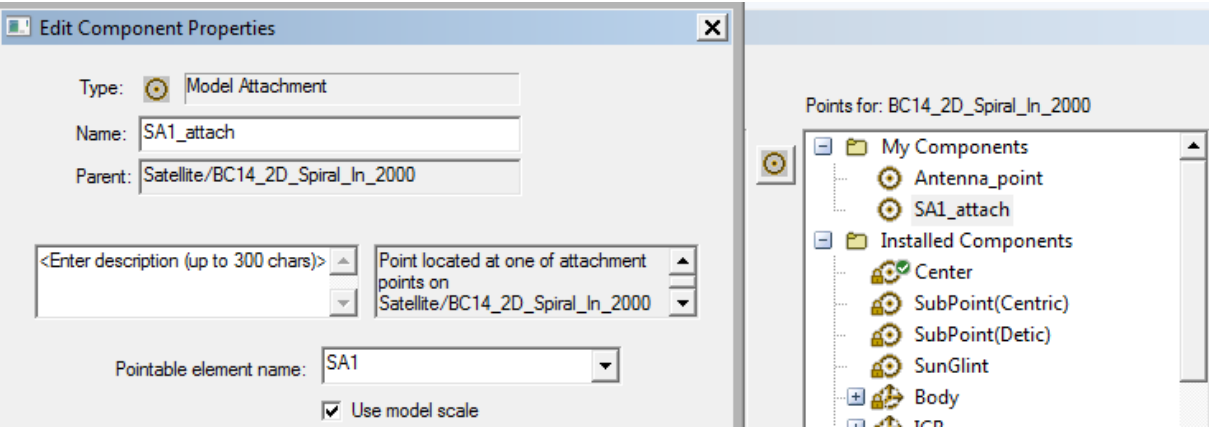 Edit Component Properties
Type: Model Attachment
Name: SA1_attach
Parent: Satellite/BC14_2D_Spiral_In_2000
<Enter description (up to 300 chars)>
Point located at one of attachment
points on
Satellite/BC14_2D_Spiral_In_2000
Pointable element name: SA1
Use model scale
Points for: BC14_2D_Spiral_In_2000
My Components
Antenna_point
SA1_attach
Installed Components
Center
SubPoint(Centric)
SubPoint(Detic)
SunGlint
Body